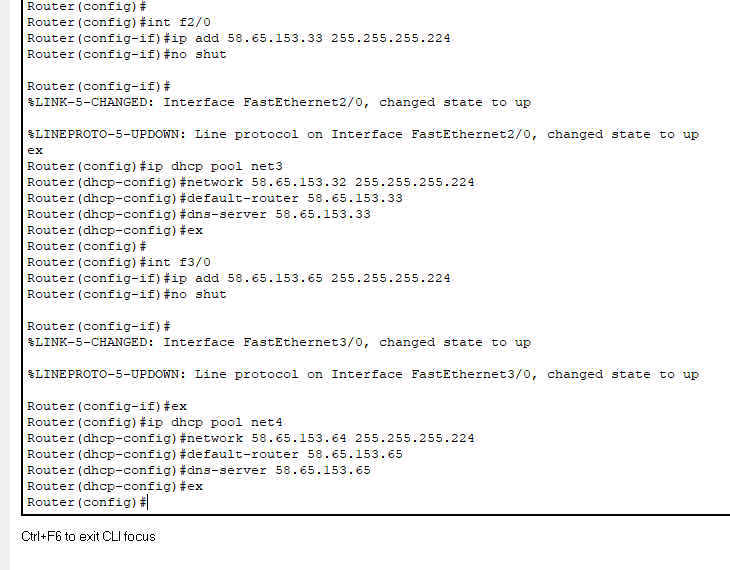 Router(config)#
Router(config)#int f2/0
Router(config-if)#ip add 58.65.153.33 255.255.255.224
Router(config-if)#no shut
Router(config-if)#
%LINK-5-CHANGED: Interface FastEthernet2/0, changed state to up
%LINEPROTO-5-UPDOWN: Line protocol on Interface FastEthernet2/0, changed state to up
ex
Router(config)#ip dhcp pool net3
Router(dhcp-config)#network 58.65.153.32 255.255.255.224
Router(dhcp-config)#default-router 58.65.153.33
Router(dhcp-config)#dns-server 58.65.153.33
Router(dhcp-config)#ex
Router(config)#
Router(config)#int f3/0
Router(config-if)#ip add 58.65.153.65 255.255.255.224
Router(config-if)#no shut
Router(config-if)#
%LINK-5-CHANGED: Interface FastEthernet3/0, changed state to up
%LINEPROTO-5-UPDOWN: Line protocol on Interface FastEthernet3/0, changed state to up
Router(config-if)#ex
Router(config)#ip dhcp pool net4
Router(dhcp-config)#network 58.65.153.64 255.255.255.224
Router(dhcp-config)#default-router 58.65.153.65
Router(dhcp-config)#dns-server 58.65.153.65
Router(dhcp-config)#ex
Router(config)#
Ctrl+F6 to exit CLI focus